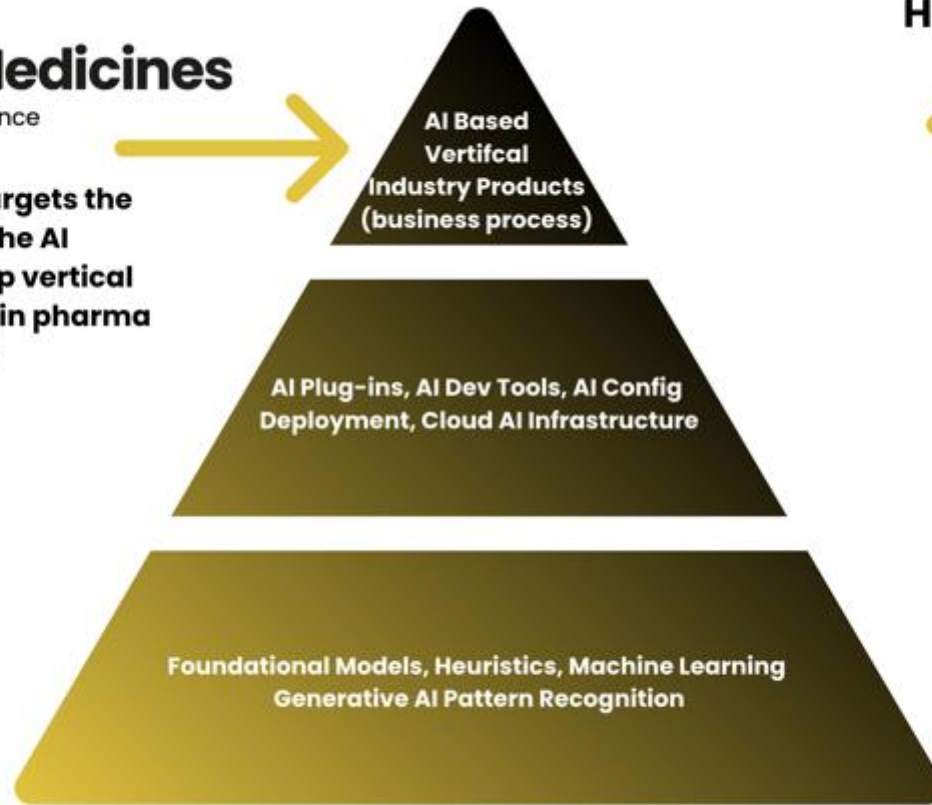 H
edicines
nce
rgets the
he AI
p vertical
in pharma
AI Based
Vertifcal
Industry Products
(business process)
AI Plug-ins, AI Dev Tools, AI Config
Deployment, Cloud AI Infrastructure
Foundational Models, Heuristics, Machine Learning
Generative AI Pattern Recognition